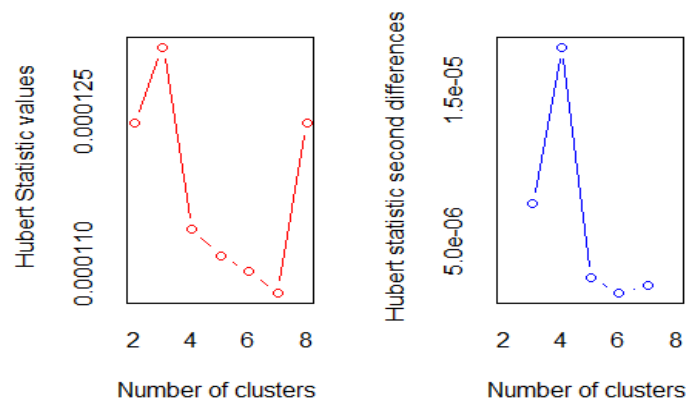 Hubert Statistic values
0.000110
0.000125
2 4 6 8
Number of clusters
Hubert statistic second differences
5.0e-06
1.5e-05
2 4 6 8
Number of clusters